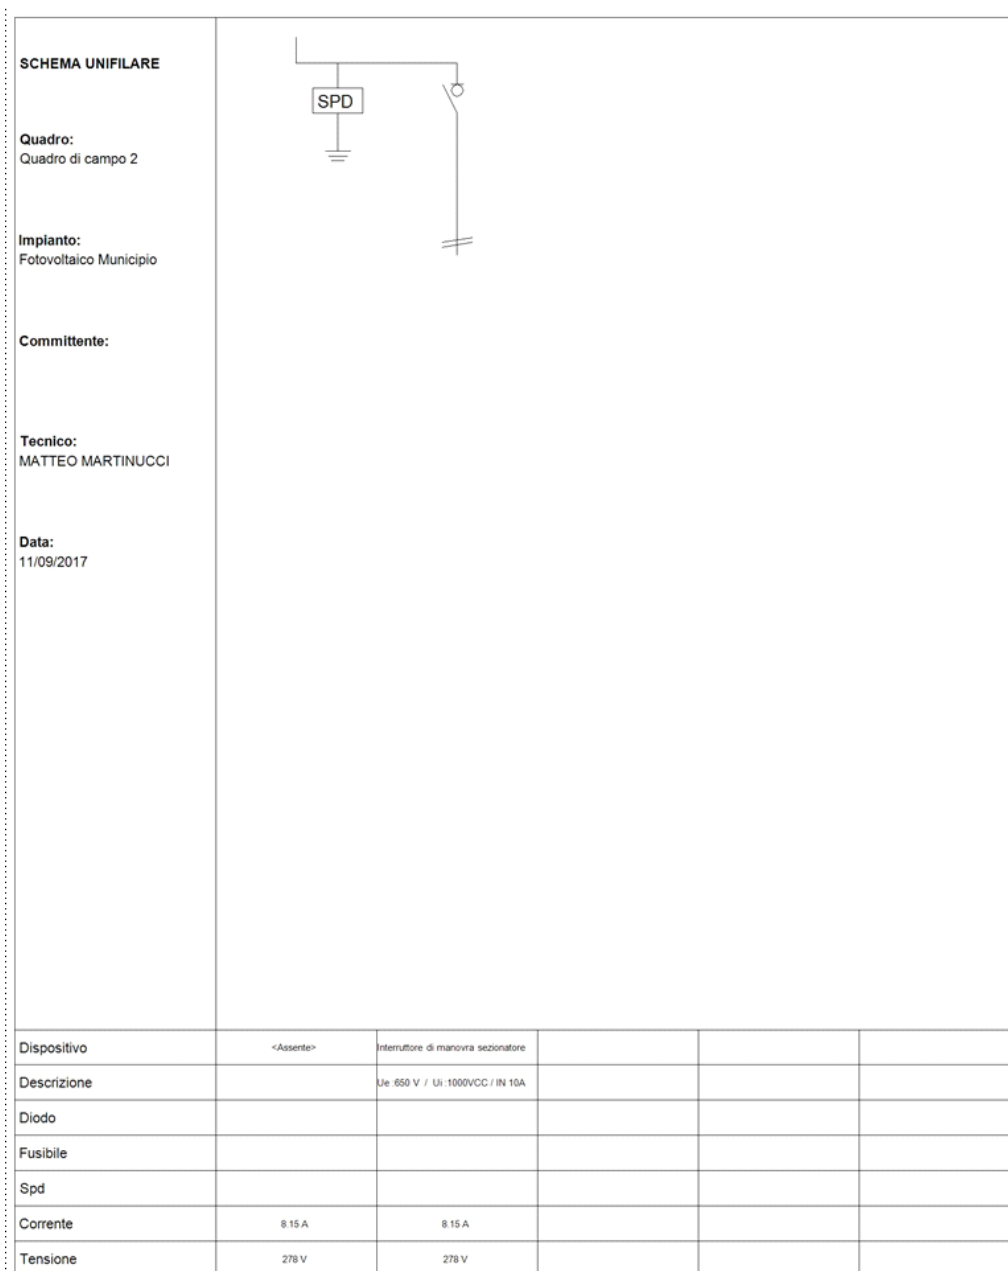 SCHEMA UNIFILARE
SPD
Quadro:
Quadro di campo 2
Impianto:
Fotovoltaico Municipio
Committente:
Tecnico:
MATTEO MARTINUCCI
Data:
11/09/2017
Dispositivo <Assente> Interruttore di manovra sezionatore
Descrizione Ue :650 V / Ui :1000VCC / IN 10A
Diodo
Fusibile
Spd
Corrente 8.15 A 8.15 A
Tensione 278 V 278 V